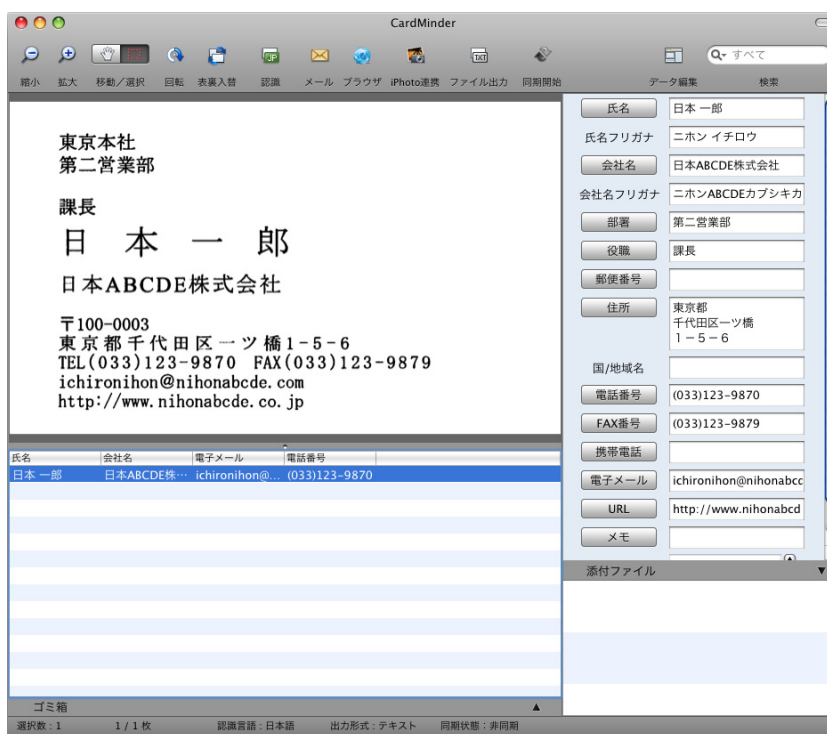 CardMinder
縮小 拡大 移動／選択 回転 表裏入替 認識 メール ブラウザ iPhoto連携 ファイル出力 同期開始 データ編集 検索
JP
TXT
すべて
東京本社
第二営業部
課長
日 本 一 郎
日本ABCDE株式会社
〒100-0003
東京都千代田区一ツ橋1-5-6
TEL(033)123-9870 FAX(033)123-9879
ichironihon@nihonabcde.com
http://www.nihonabcde.co.jp
氏名 会社名 電子メール 電話番号
日本 一郎 日本ABCDE株… ichironihon@... (033)123-9870
ゴミ箱
選択数：1 1 / 1 枚 認識言語：日本語 出力形式：テキスト 同期状態：非同期
氏名 日本 一郎
氏名フリガナ ニホン イチロウ
会社名 日本ABCDE株式会社
会社名フリガナ ニホンABCDEカブシキカ
部署 第二営業部
役職 課長
郵便番号
住所 東京都
千代田区一ツ橋
１－５－６
国/地域名
電話番号 (033)123-9870
FAX番号 (033)123-9879
携帯電話
電子メール ichironihon@nihonabcc
URL http://www.nihonabcd
メモ
添付ファイル